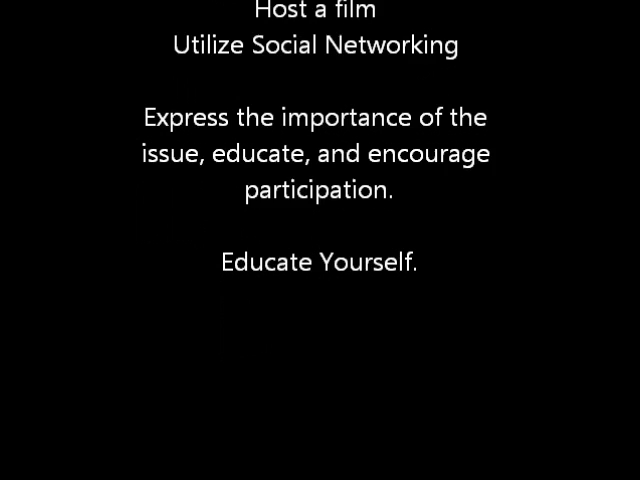 Host a film
Utilize Social Networking
Express the importance of the
issue, educate, and encourage
participation.
Educate Yourself.